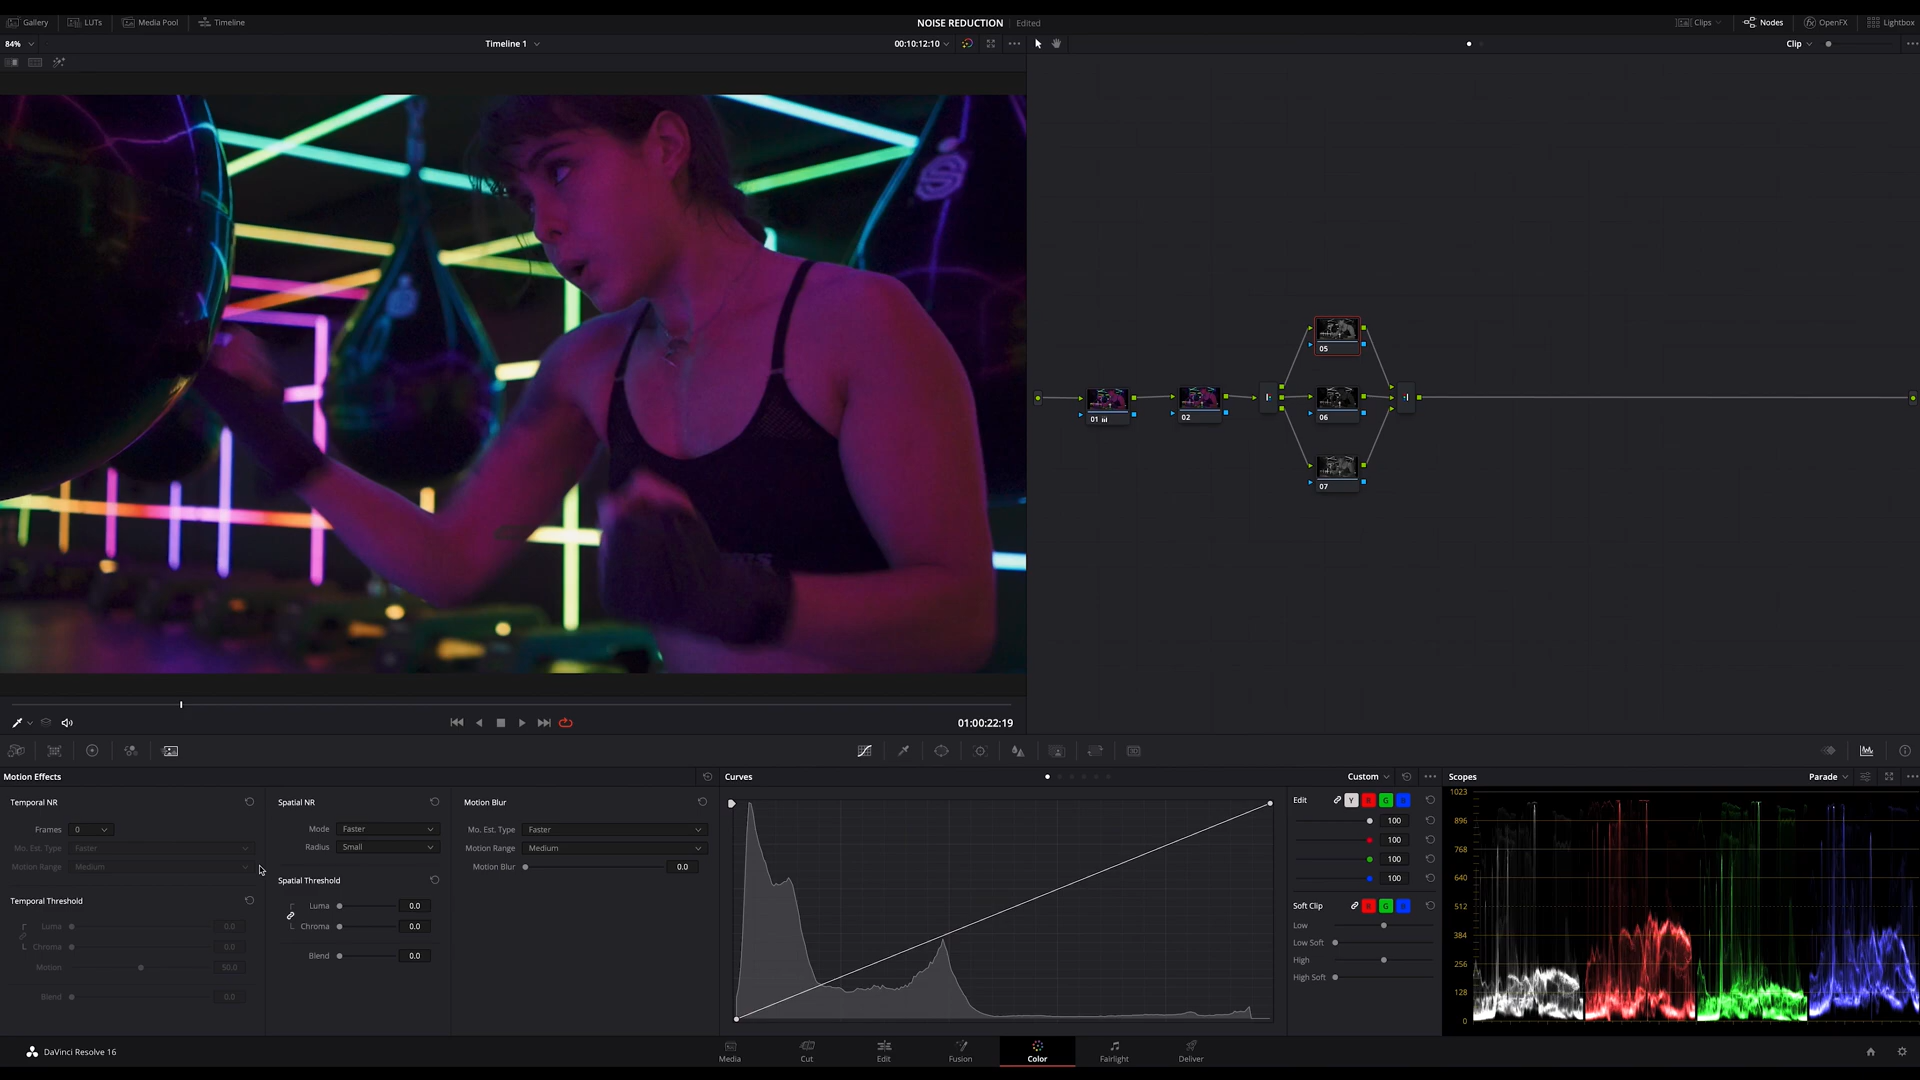 Gallery LUTs Media Pool Timeline NOISE REDUCTION Edited Clips Nodes OpenFX Lightbox
84% Timeline 1 00:10:12:10 Clip
05
01 02 06
07
01:00:22:19
Motion Effects Curves Custom Scopes Parade
Temporal NR Spatial NR Motion Blur Edit Y R G B
Frames 0 Mode Faster Mo. Est. Type Faster 100
Mo. Est. Type Faster Radius Small Motion Range Medium 100
Motion Range Medium Motion Blur 0.0 100
Spatial Threshold 100
Temporal Threshold Luma 0.0 Soft Clip R G B
Luma 0.0 Chroma 0.0 Low
Chroma 0.0 Low Soft
Motion 50.0 Blend 0.0 High
Blend 0.0 High Soft
1023
896
768
640
512
384
256
128
0
DaVinci Resolve 16 Media Cut Edit Fusion Color Fairlight Deliver